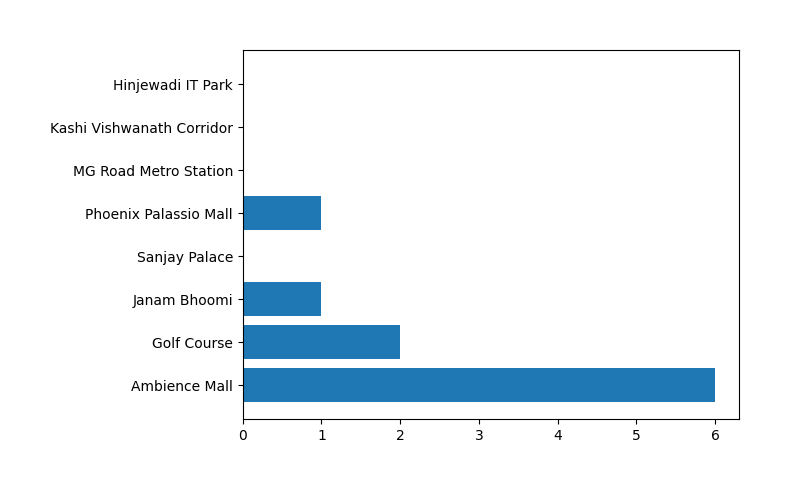 Hinjewadi IT Park
Kashi Vishwanath Corridor
MG Road Metro Station
Phoenix Palassio Mall
Sanjay Palace
Janam Bhoomi
Golf Course
Ambience Mall
0 1 2 3 4 5 6